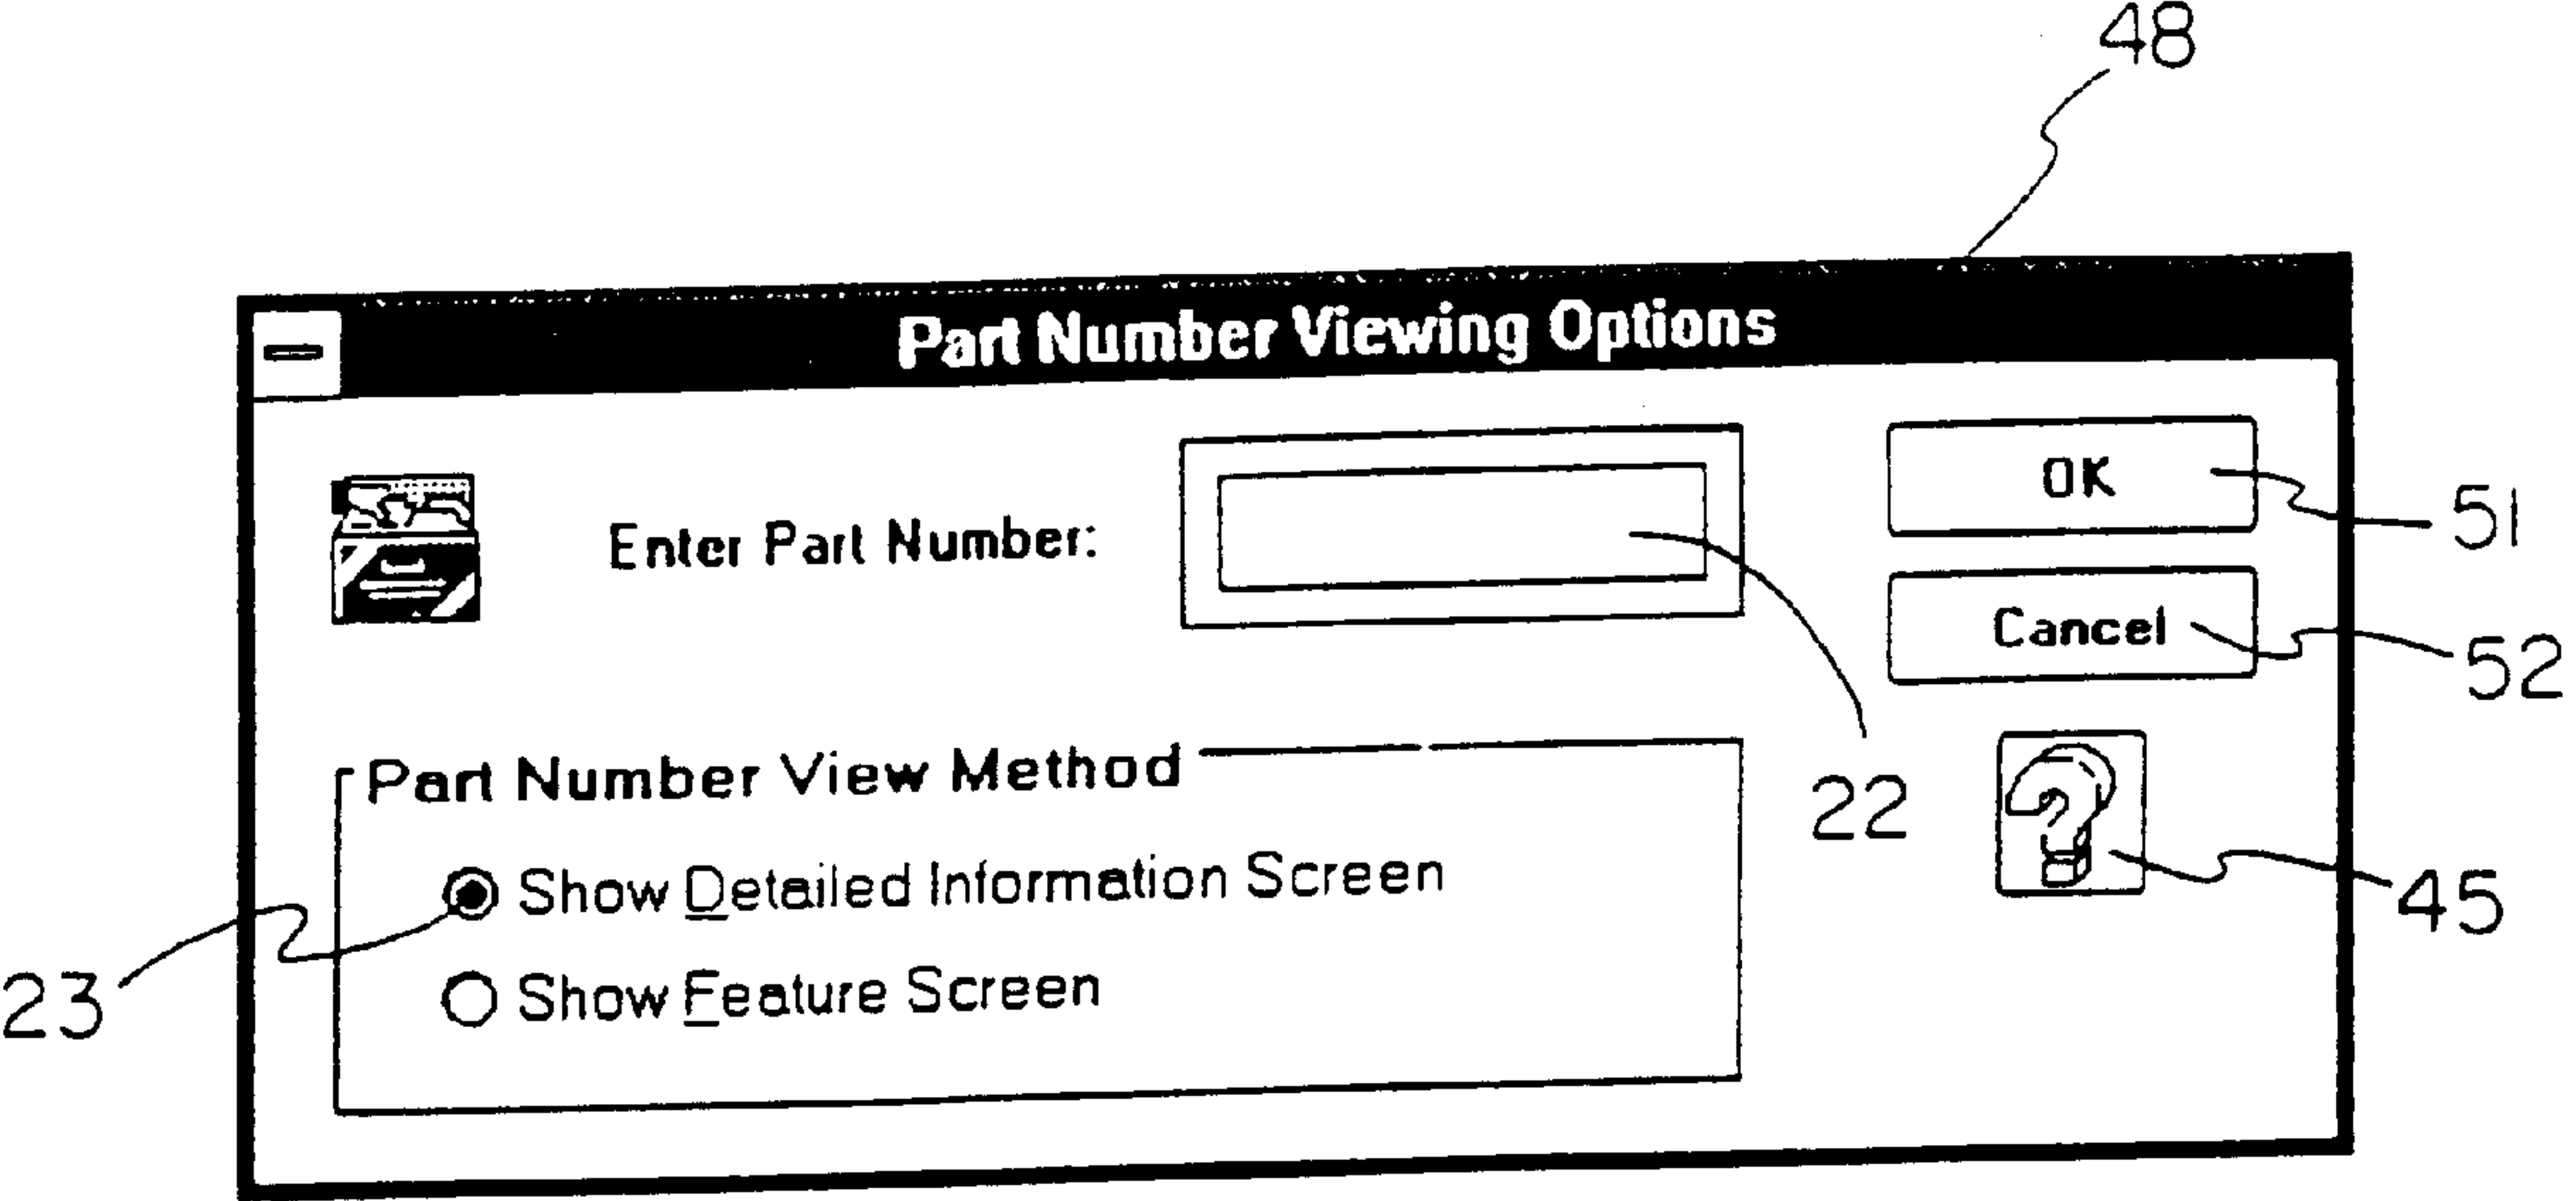 48
Part Number Viewing Options
Enter Part Number:
OK
51
Cancel
52
22
Part Number View Method
45
Show Detailed Information Screen
23
Show Feature Screen